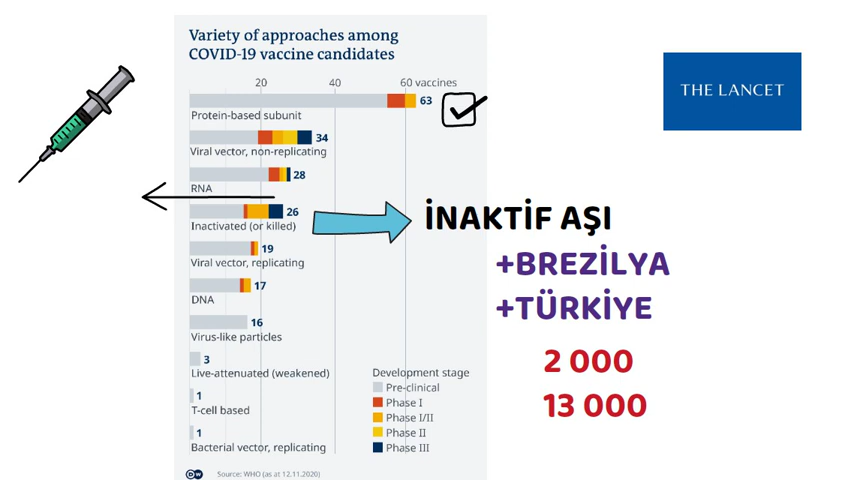 Variety of approaches among
COVID-19 vaccine candidates
20 40 60 vaccines
63
Protein-based subunit
34
Viral vector, non-replicating
28
RNA
26
Inactivated (or killed)
19
Viral vector, replicating
17
DNA
16
Virus-like particles
3
Live-attenuated (weakened)
1
T-cell based
1
Bacterial vector, replicating
Development stage
Pre-clinical
Phase I
Phase I/II
Phase II
Phase III
DW Source: WHO (as at 12.11.2020)
THE LANCET
İNAKTİF AŞI
+BREZİLYA
+TÜRKİYE
2 000
13 000